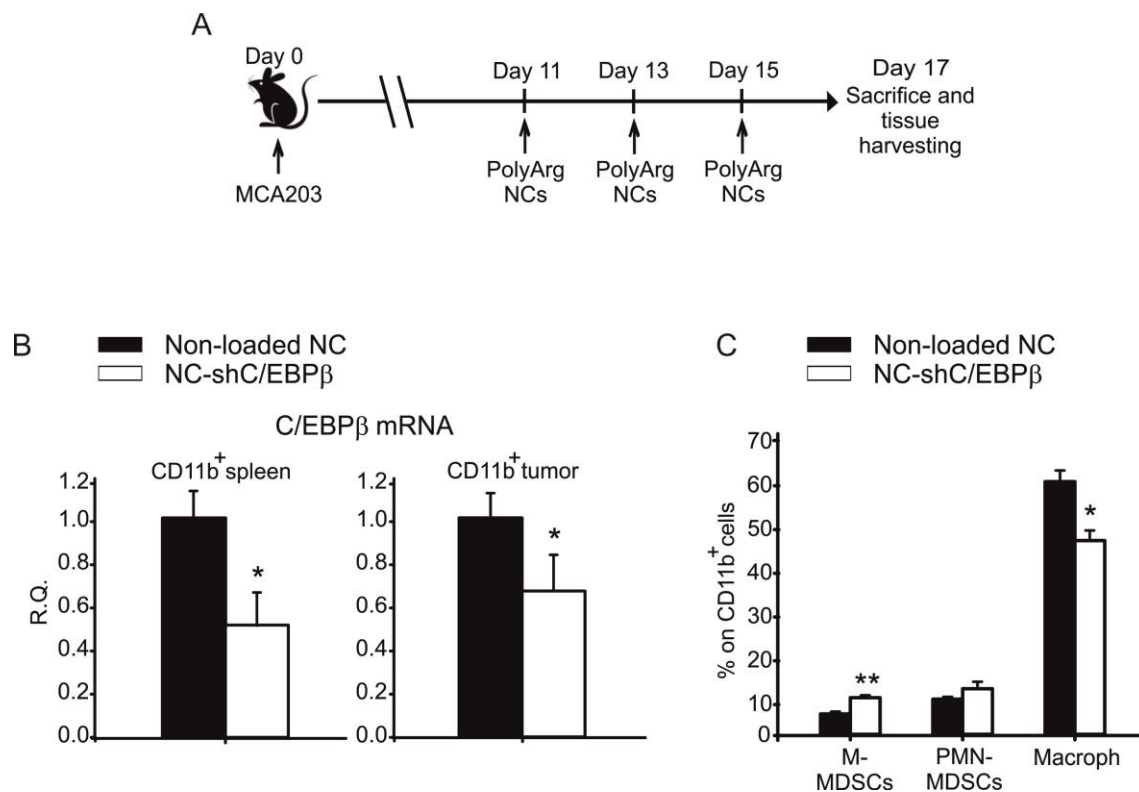 A
Day 0
Day 11
Day 13
Day 15
Day 17
Sacrifice and
tissue
harvesting
MCA203
PolyArg
NCs
PolyArg
NCs
PolyArg
NCs
B
Non-loaded NC
NC-shC/EBPβ
C/EBPβ mRNA
CD11b+ spleen
CD11b+ tumor
R.Q.
1.2
1.0
0.8
0.6
0.4
0.2
0.0
*
1.2
1.0
0.8
0.6
0.4
0.2
0.0
*
C
Non-loaded NC
NC-shC/EBPβ
% on CD11b+ cells
70
60
50
40
30
20
10
0
**
*
M-
MDSCs
PMN-
MDSCs
Macroph